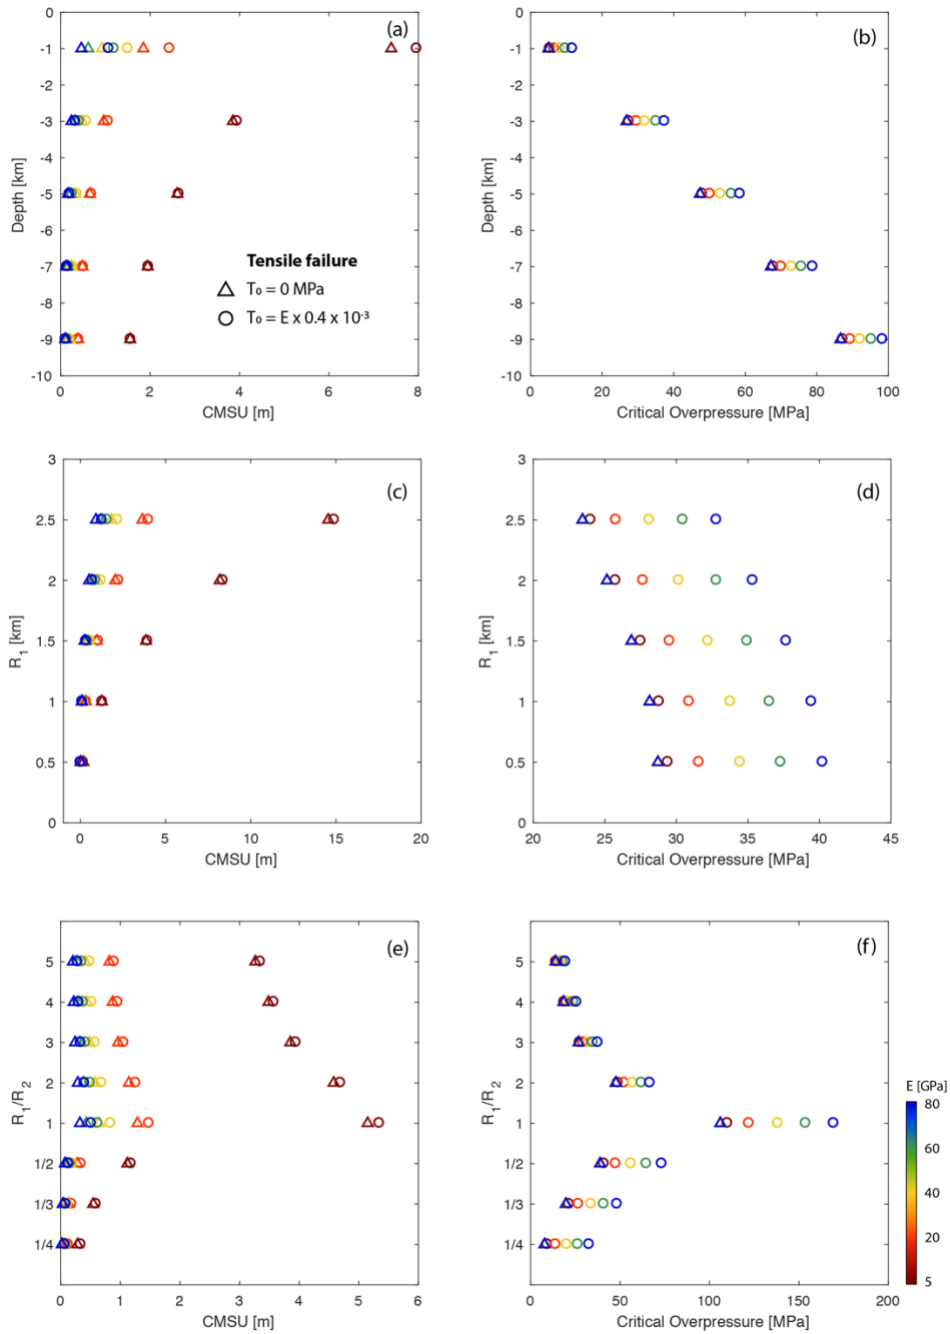 (a)
0
-1
-2
-3
-4
-5
-6
-7
-8
-9
-10
Depth [km]
Tensile failure
T₀ = 0 MPa
T₀ = E x 0.4 x 10⁻³
0 2 4 6 8
CMSU [m]
(b)
0
-1
-2
-3
-4
-5
-6
-7
-8
-9
-10
Depth [km]
0 20 40 60 80 100
Critical Overpressure [MPa]
(c)
3
2.5
2
1.5
1
0.5
0
R₁ [km]
0 5 10 15 20
CMSU [m]
(d)
3
2.5
2
1.5
1
0.5
0
R₁ [km]
20 25 30 35 40 45
Critical Overpressure [MPa]
(e)
5
4
3
2
1
1/2
1/3
1/4
R₁/R₂
0 1 2 3 4 5 6
CMSU [m]
(f)
5
4
3
2
1
1/2
1/3
1/4
R₁/R₂
0 50 100 150 200
Critical Overpressure [MPa]
E [GPa]
80
60
40
20
5